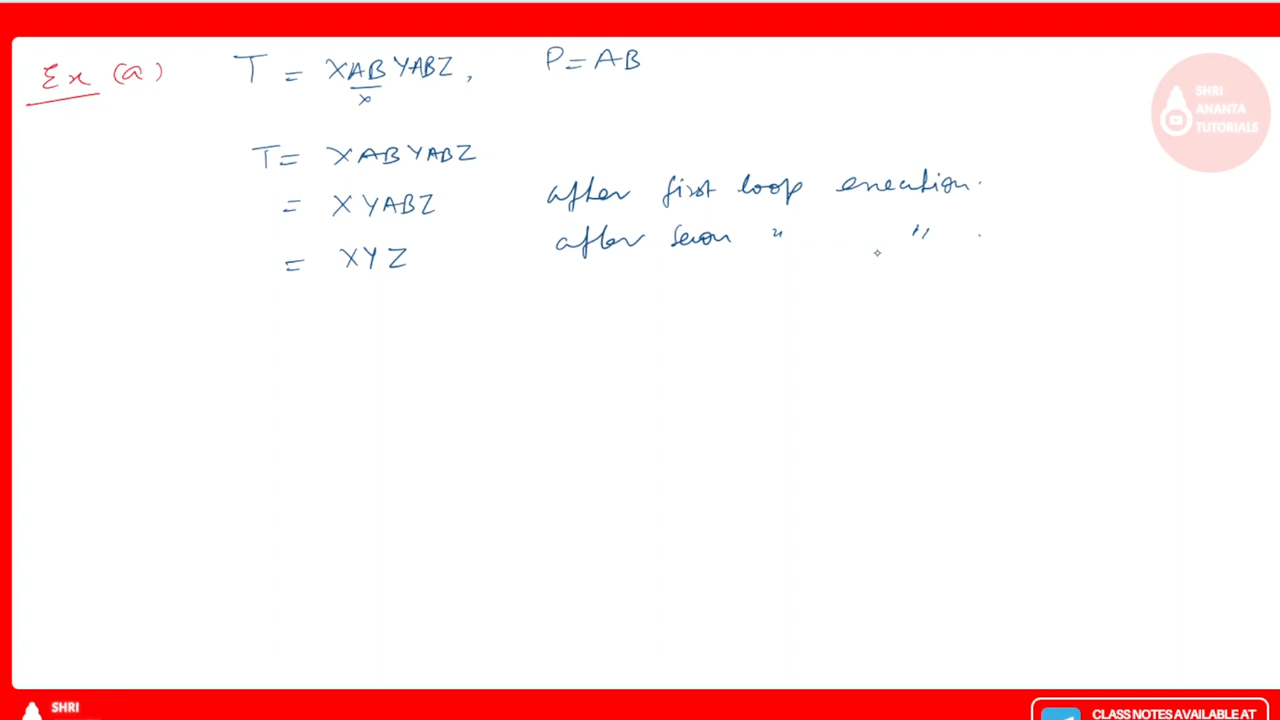 Ex (a) T = XABYABZ, P = AB
x
T = XABYABZ
= XYABZ after first loop execution.
= XYZ after secon " " .
SHRI
ANANTA
TUTORIALS
SHRI
CLASS NOTES AVAILABLE AT